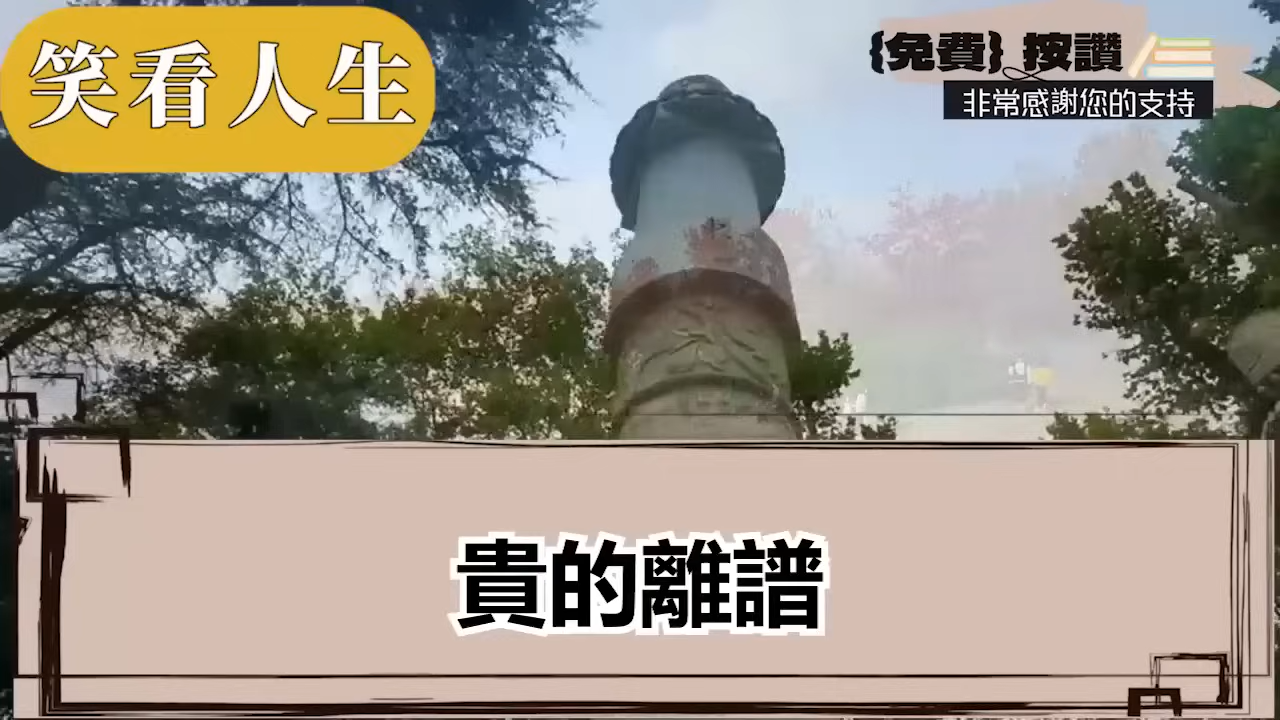 笑看人生
{免費} 按讚
非常感謝您的支持
貴的離譜